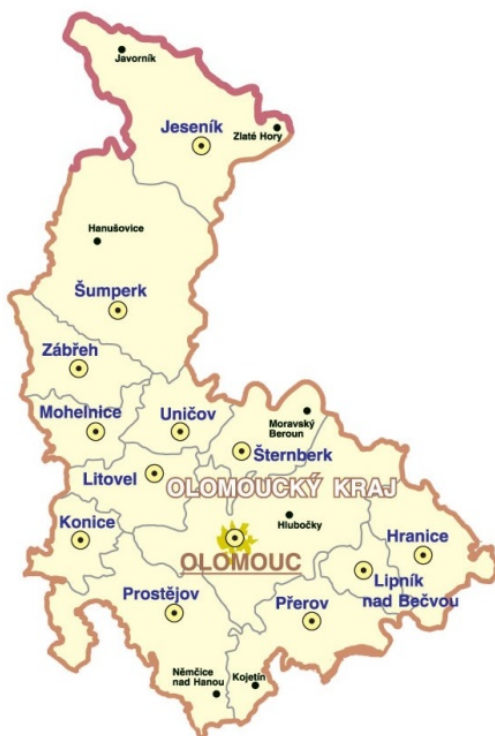 Javorník
Jeseník
Zlaté Hory
Hanušovice
Šumperk
Zábřeh
Mohelnice
Uničov
Moravský
Beroun
Šternberk
Litovel
OLOMOUCKÝ KRAJ
Konice
Hlubočky
Hranice
OLOMOUC
Lipník
nad Bečvou
Prostějov
Přerov
Němčice
nad Hanou
Kojetín